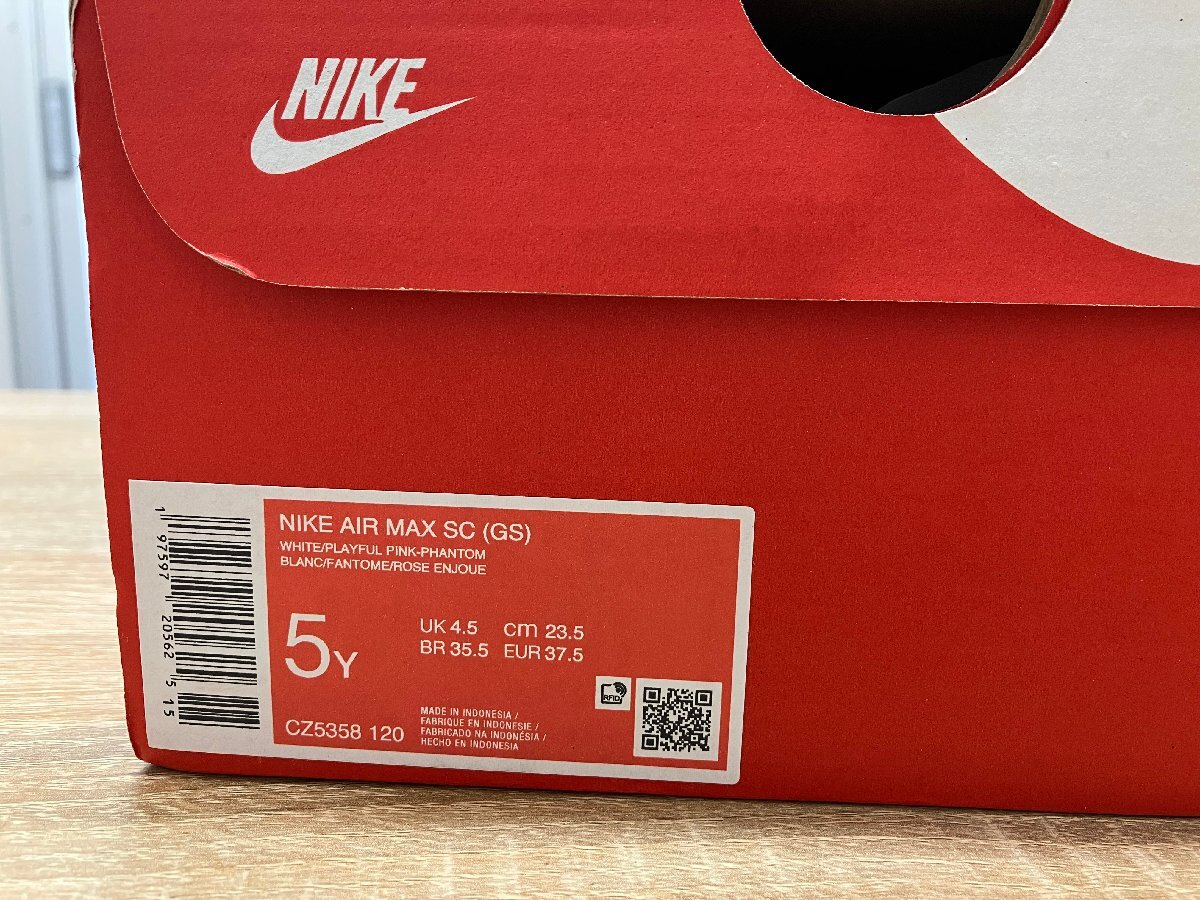 NIKE
NIKE AIR MAX SC (GS)
WHITE/PLAYFUL PINK-PHANTOM
BLANC/FANTOME/ROSE ENJOUE
5Y
UK 4.5 cm 23.5
BR 35.5 EUR 37.5
CZ5358 120
MADE IN INDONESIA /
FABRIQUE EN INDONESIE /
FABRICADO NA INDONÉSIA /
HECHO EN INDONESIA
RFID
1 97597 20562 5 15